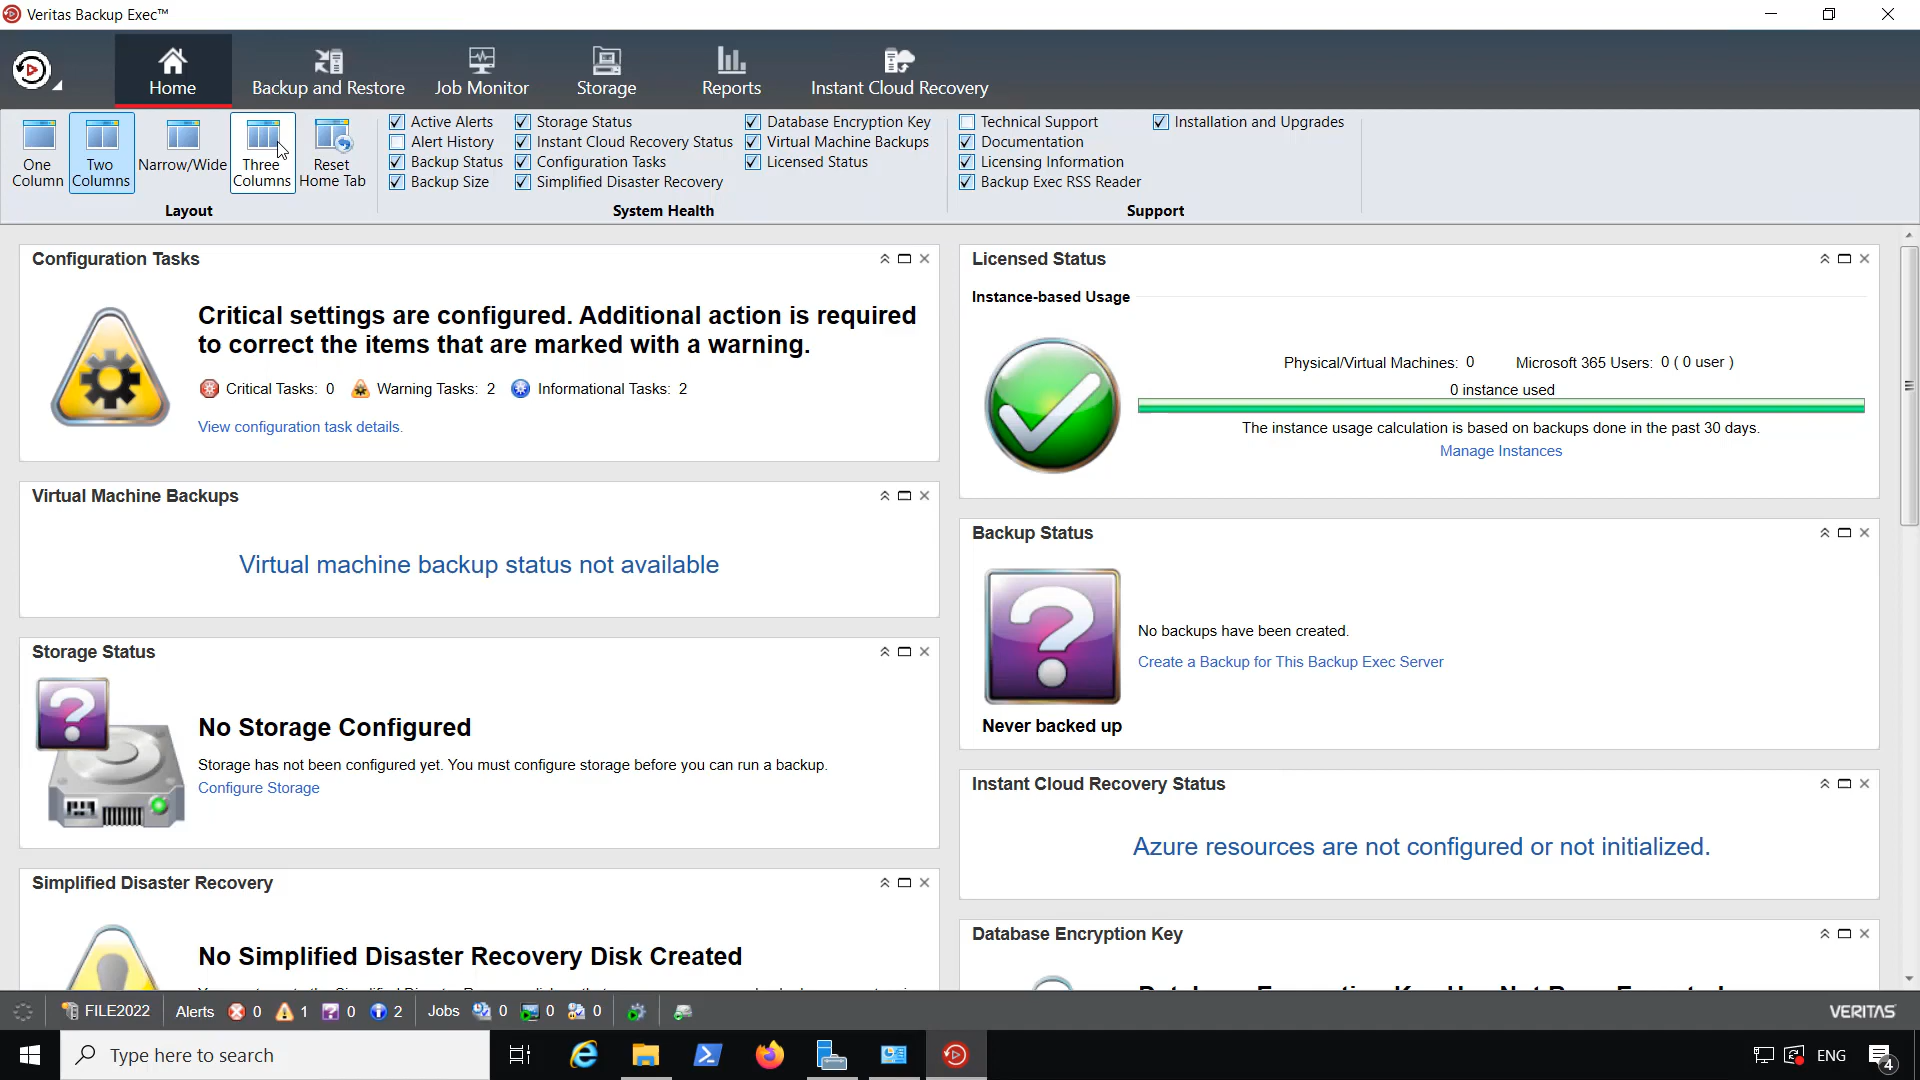 Veritas Backup Exec™
Home
Backup and Restore
Job Monitor
Storage
Reports
Instant Cloud Recovery
One Column
Two Columns
Narrow/Wide
Three Columns
Reset Home Tab
Layout
Active Alerts
Alert History
Backup Status
Backup Size
Storage Status
Instant Cloud Recovery Status
Configuration Tasks
Simplified Disaster Recovery
Database Encryption Key
Virtual Machine Backups
Licensed Status
System Health
Technical Support
Documentation
Licensing Information
Backup Exec RSS Reader
Installation and Upgrades
Support
Configuration Tasks
Critical settings are configured. Additional action is required
to correct the items that are marked with a warning.
Critical Tasks: 0 Warning Tasks: 2 Informational Tasks: 2
View configuration task details.
Virtual Machine Backups
Virtual machine backup status not available
Storage Status
No Storage Configured
Storage has not been configured yet. You must configure storage before you can run a backup.
Configure Storage
Simplified Disaster Recovery
No Simplified Disaster Recovery Disk Created
Licensed Status
Instance-based Usage
Physical/Virtual Machines: 0 Microsoft 365 Users: 0 ( 0 user )
0 instance used
The instance usage calculation is based on backups done in the past 30 days.
Manage Instances
Backup Status
No backups have been created.
Create a Backup for This Backup Exec Server
Never backed up
Instant Cloud Recovery Status
Azure resources are not configured or not initialized.
Database Encryption Key
FILE2022 Alerts 0 1 0 2 Jobs 0 0 0 VERITAS
Type here to search
ENG
4